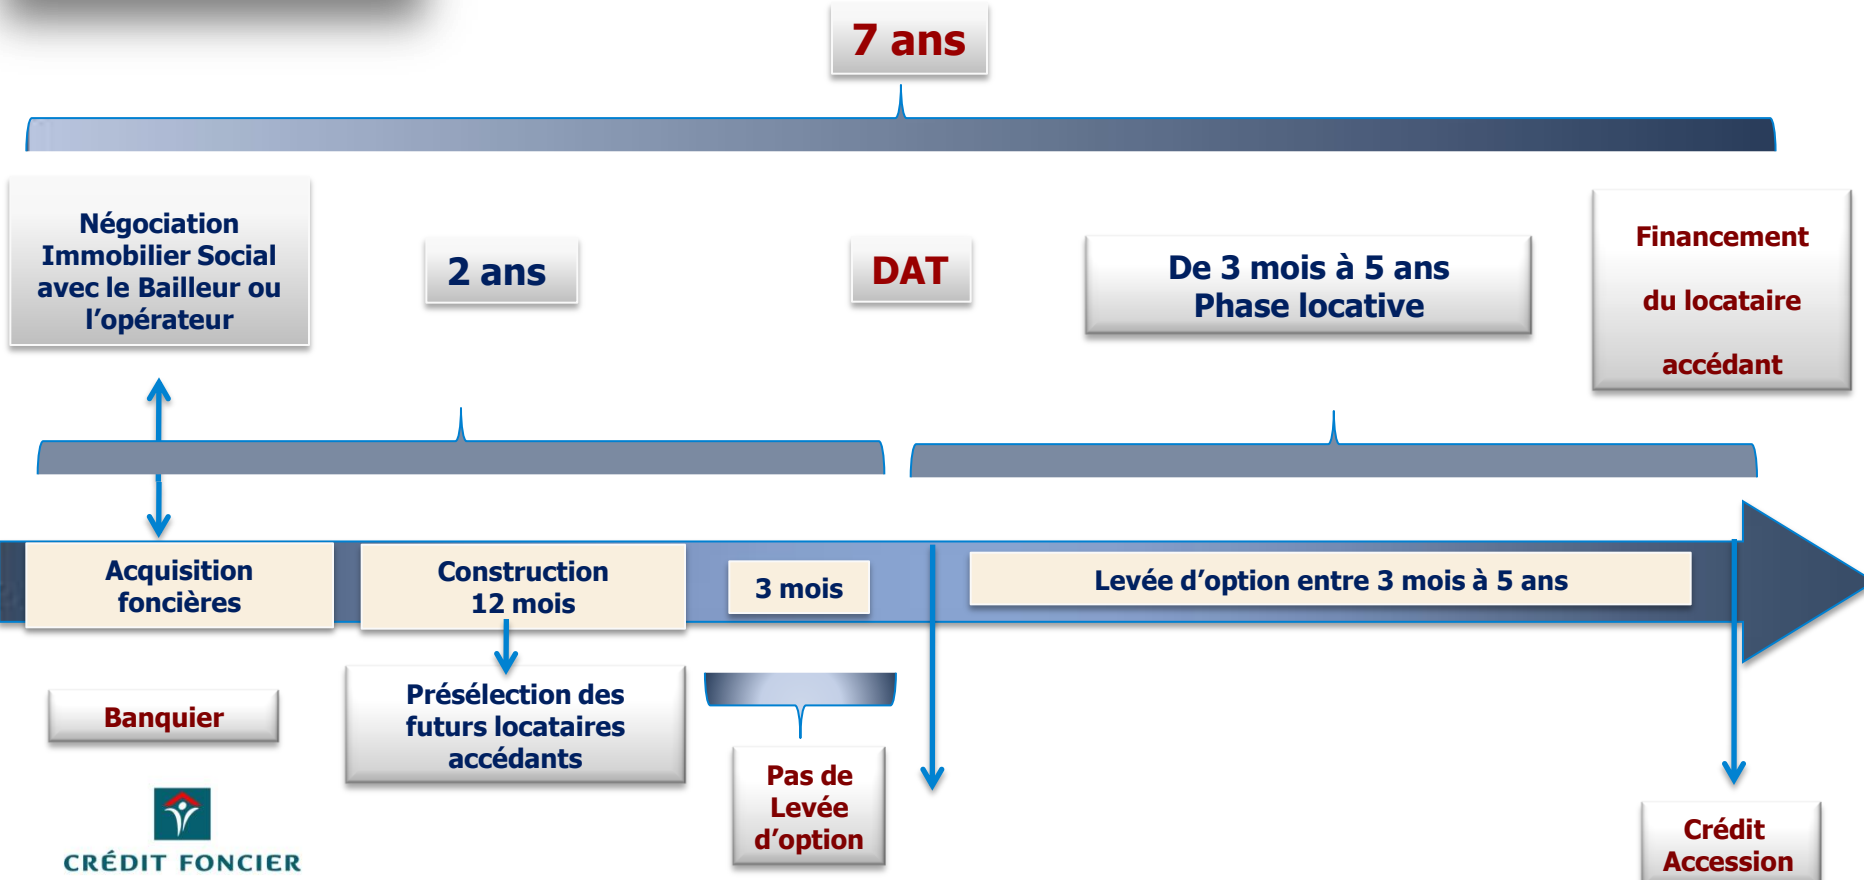 7 ans
Négociation
Immobilier Social
avec le Bailleur ou
l’opérateur
2 ans
DAT
De 3 mois à 5 ans
Phase locative
Financement
du locataire
accédant
Acquisition
foncières
Construction
12 mois
3 mois
Levée d’option entre 3 mois à 5 ans
Banquier
Présélection des
futurs locataires
accédants
Pas de
Levée
d’option
Crédit
Accession
CRÉDIT FONCIER